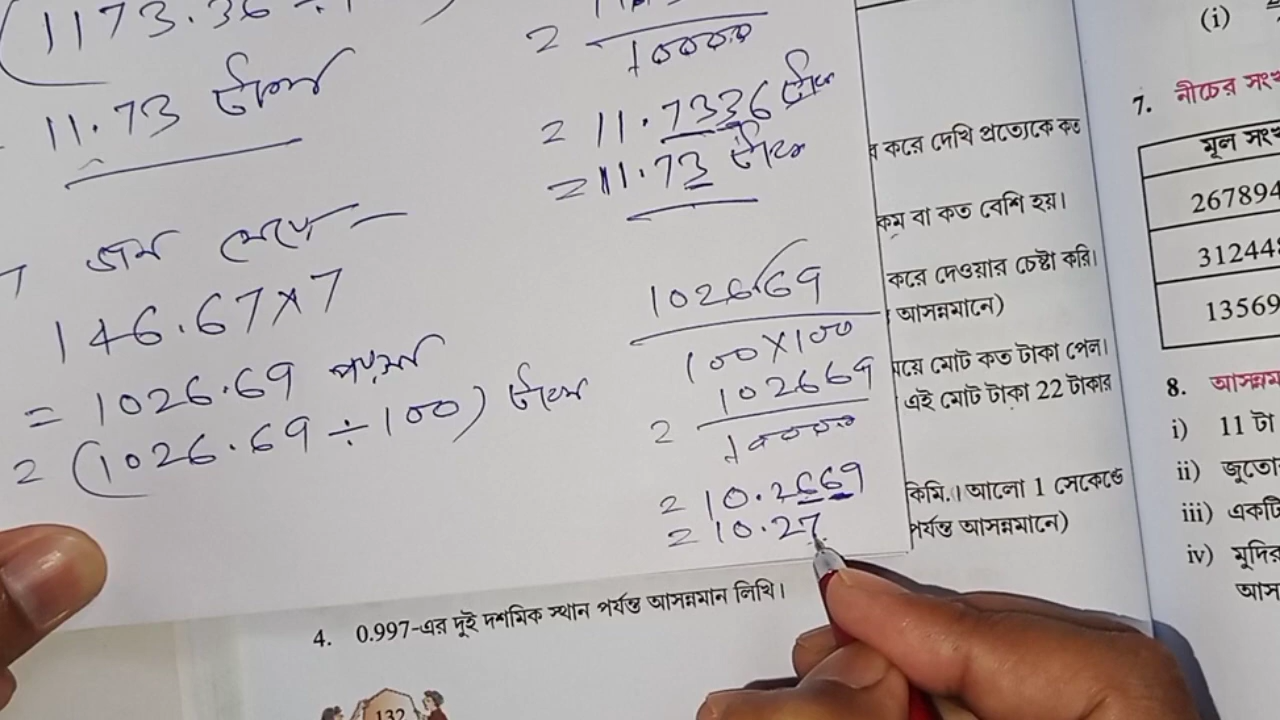 (1173.36 ÷ 1
11.73 টাকা
7 জন পেলে —
146.67×7
= 1026.69 পয়সা
= (1026.69 ÷ 100) টাকা
=
10000
= 11.7336 টাকা
= 11.73 টাকা
102669
100×100
= 102669
10000
= 10.2669
= 10.27
র করে দেখি প্রত্যেকে কত
কম বা কত বেশি হয়।
করে দেওয়ার চেষ্টা করি।
আসন্নমানে)
য়ে মোট কত টাকা পেল।
এই মোট টাকা 22 টাকার
কিমি.। আলো 1 সেকেন্ডে
পর্যন্ত আসন্নমানে)
4. 0.997-এর দুই দশমিক স্থান পর্যন্ত আসন্নমান লিখি।
132
(i)
7. নীচের সংখ
মূল সংখ
267894
31244
13569
8. আসন্নম
i) 11 টা
ii) জুতো
iii) একটি
iv) মুদির
আস